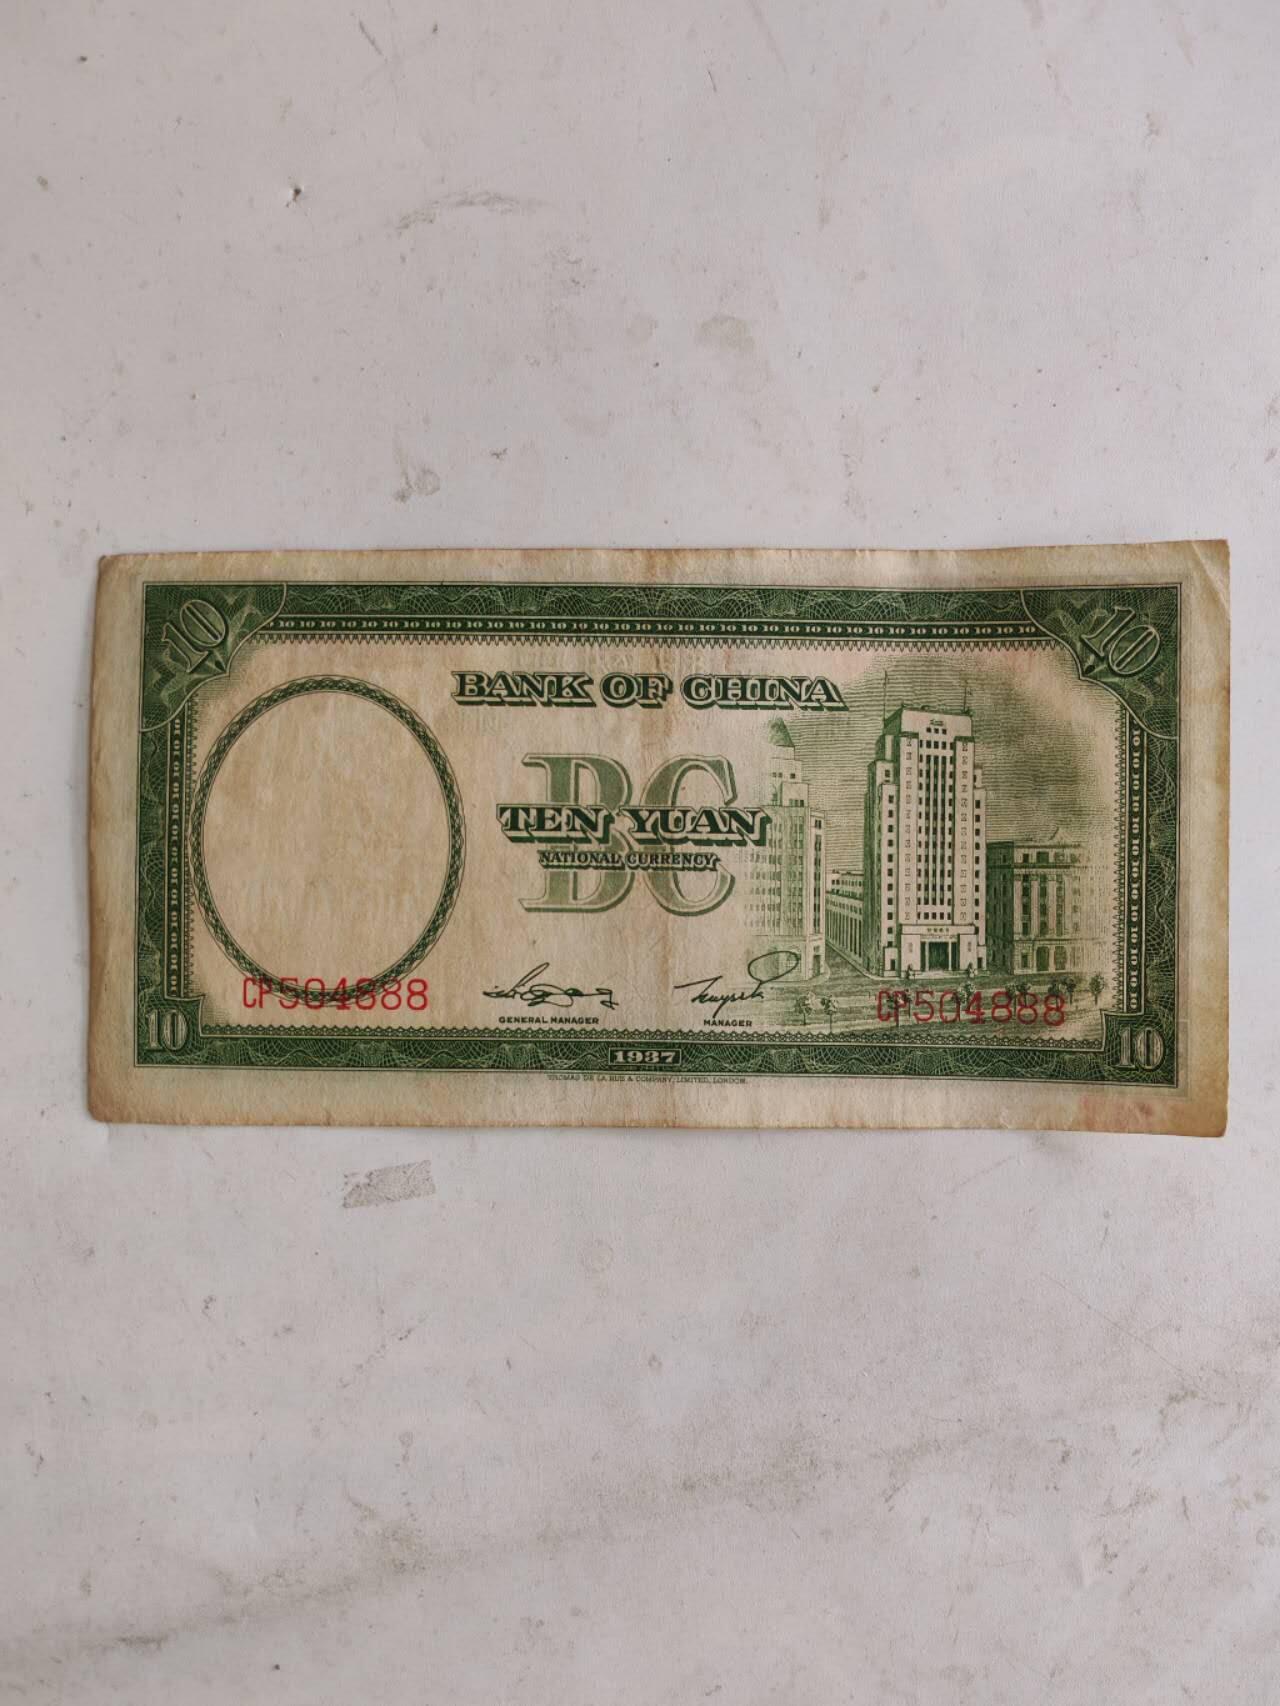 10 10
BANK OF CHINA
BC
TEN YUAN
NATIONAL CURRENCY
CP504888 CP504888
GENERAL MANAGER MANAGER
10 1937 10
THOMAS DE LA RUE & COMPANY, LIMITED, LONDON.